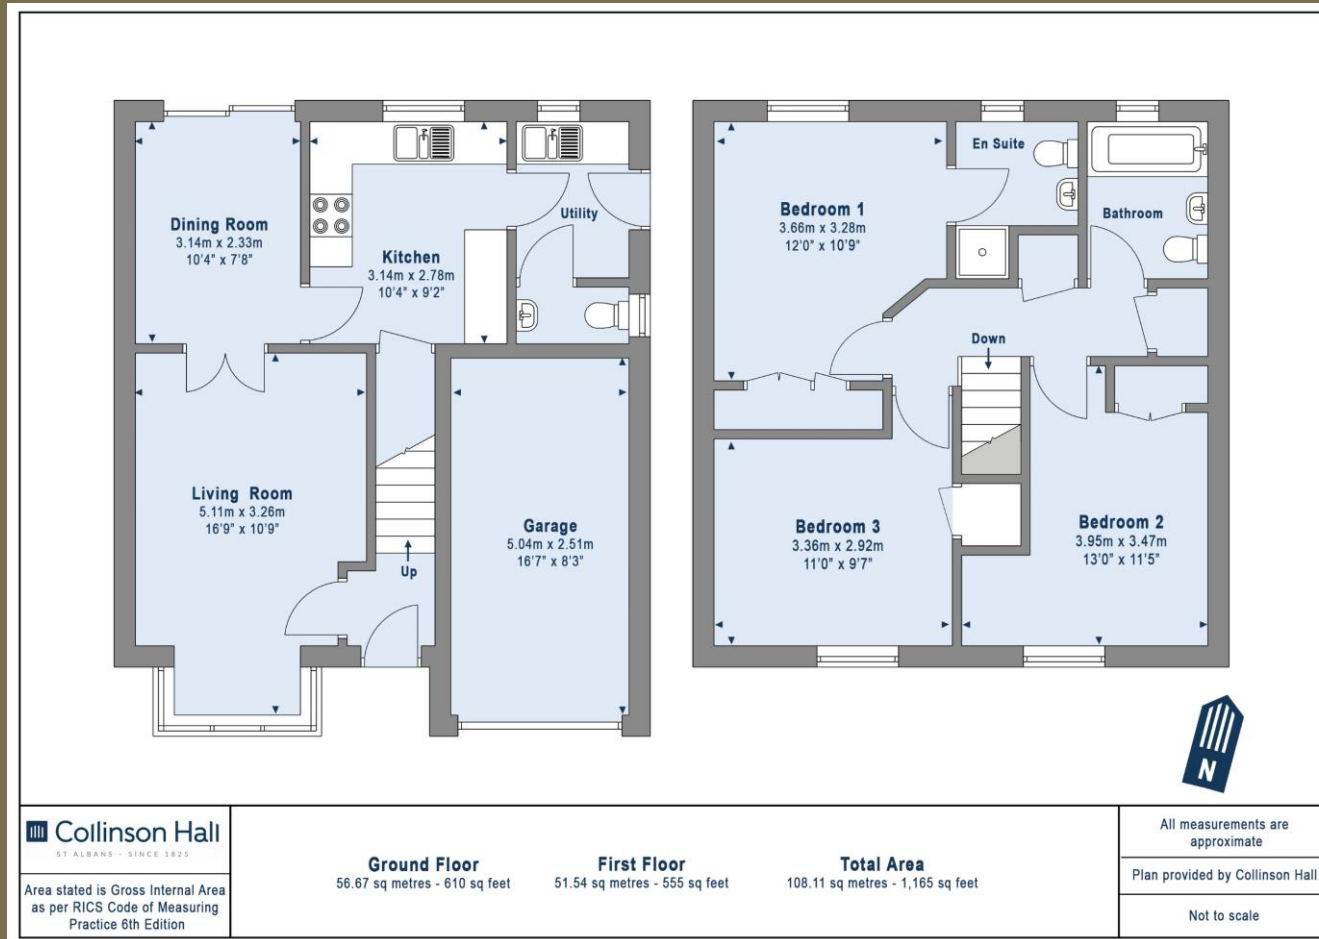 Dining Room
3.14m x 2.33m
10'4" x 7'8"
Kitchen
3.14m x 2.78m
10'4" x 9'2"
Utility
Living Room
5.11m x 3.26m
16'9" x 10'9"
Up
Garage
5.04m x 2.51m
16'7" x 8'3"
Bedroom 1
3.66m x 3.28m
12'0" x 10'9"
En Suite
Bathroom
Down
Bedroom 3
3.36m x 2.92m
11'0" x 9'7"
Bedroom 2
3.95m x 3.47m
13'0" x 11'5"
N
Collinson Hall
ST ALBANS - SINCE 1825
Area stated is Gross Internal Area
as per RICS Code of Measuring
Practice 6th Edition
Ground Floor
56.67 sq metres - 610 sq feet
First Floor
51.54 sq metres - 555 sq feet
Total Area
108.11 sq metres - 1,165 sq feet
All measurements are
approximate
Plan provided by Collinson Hall
Not to scale